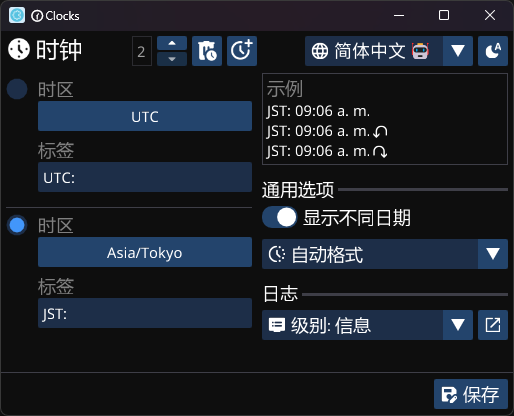 Clocks
时钟
2
简体中文
时区
UTC
标签
UTC:
时区
Asia/Tokyo
标签
JST:
示例
JST: 09:06 a. m.
JST: 09:06 a. m.
JST: 09:06 a. m.
通用选项
显示不同日期
自动格式
日志
级别: 信息
保存